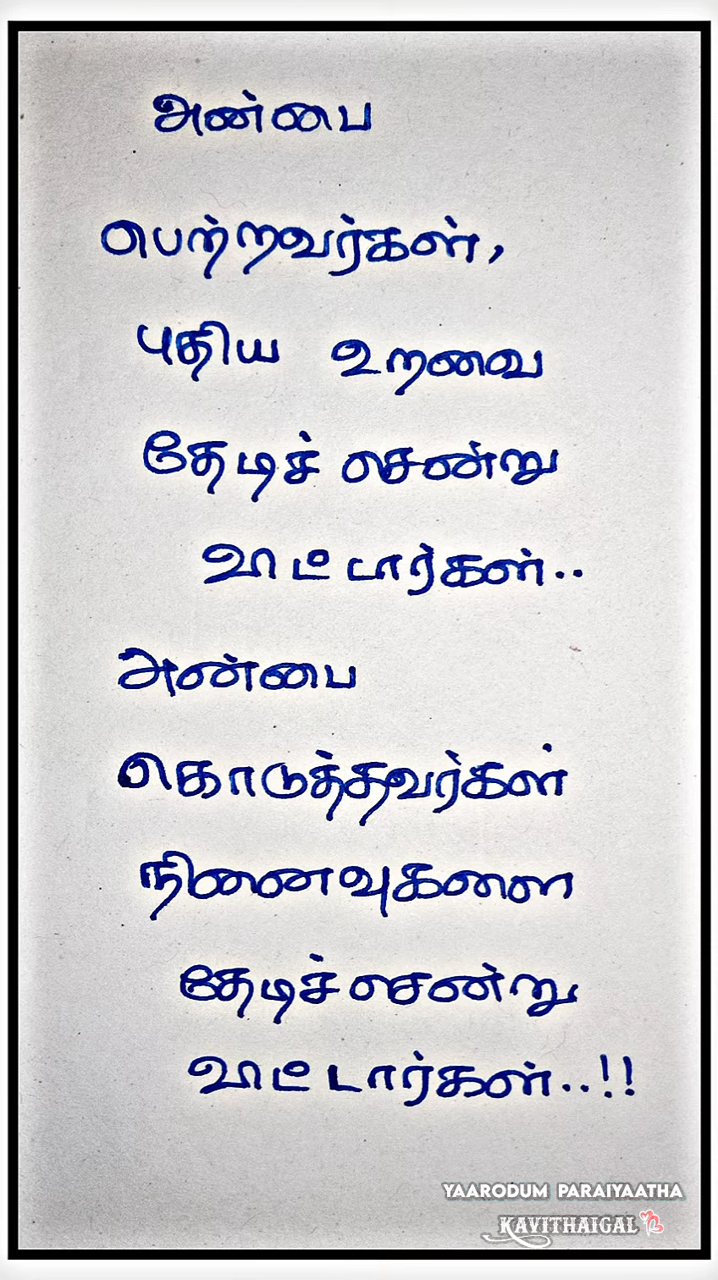 அன்பை
பெற்றவர்கள்,
புதிய உறவை
தேடிச் சென்று
விட்டார்கள்..
அன்பை
கொடுத்தவர்கள்
நினைவுகளை
தேடிச் சென்று
விட்டார்கள்..!!
YAARODUM PARAIYAATHA
KAVITHAIGAL